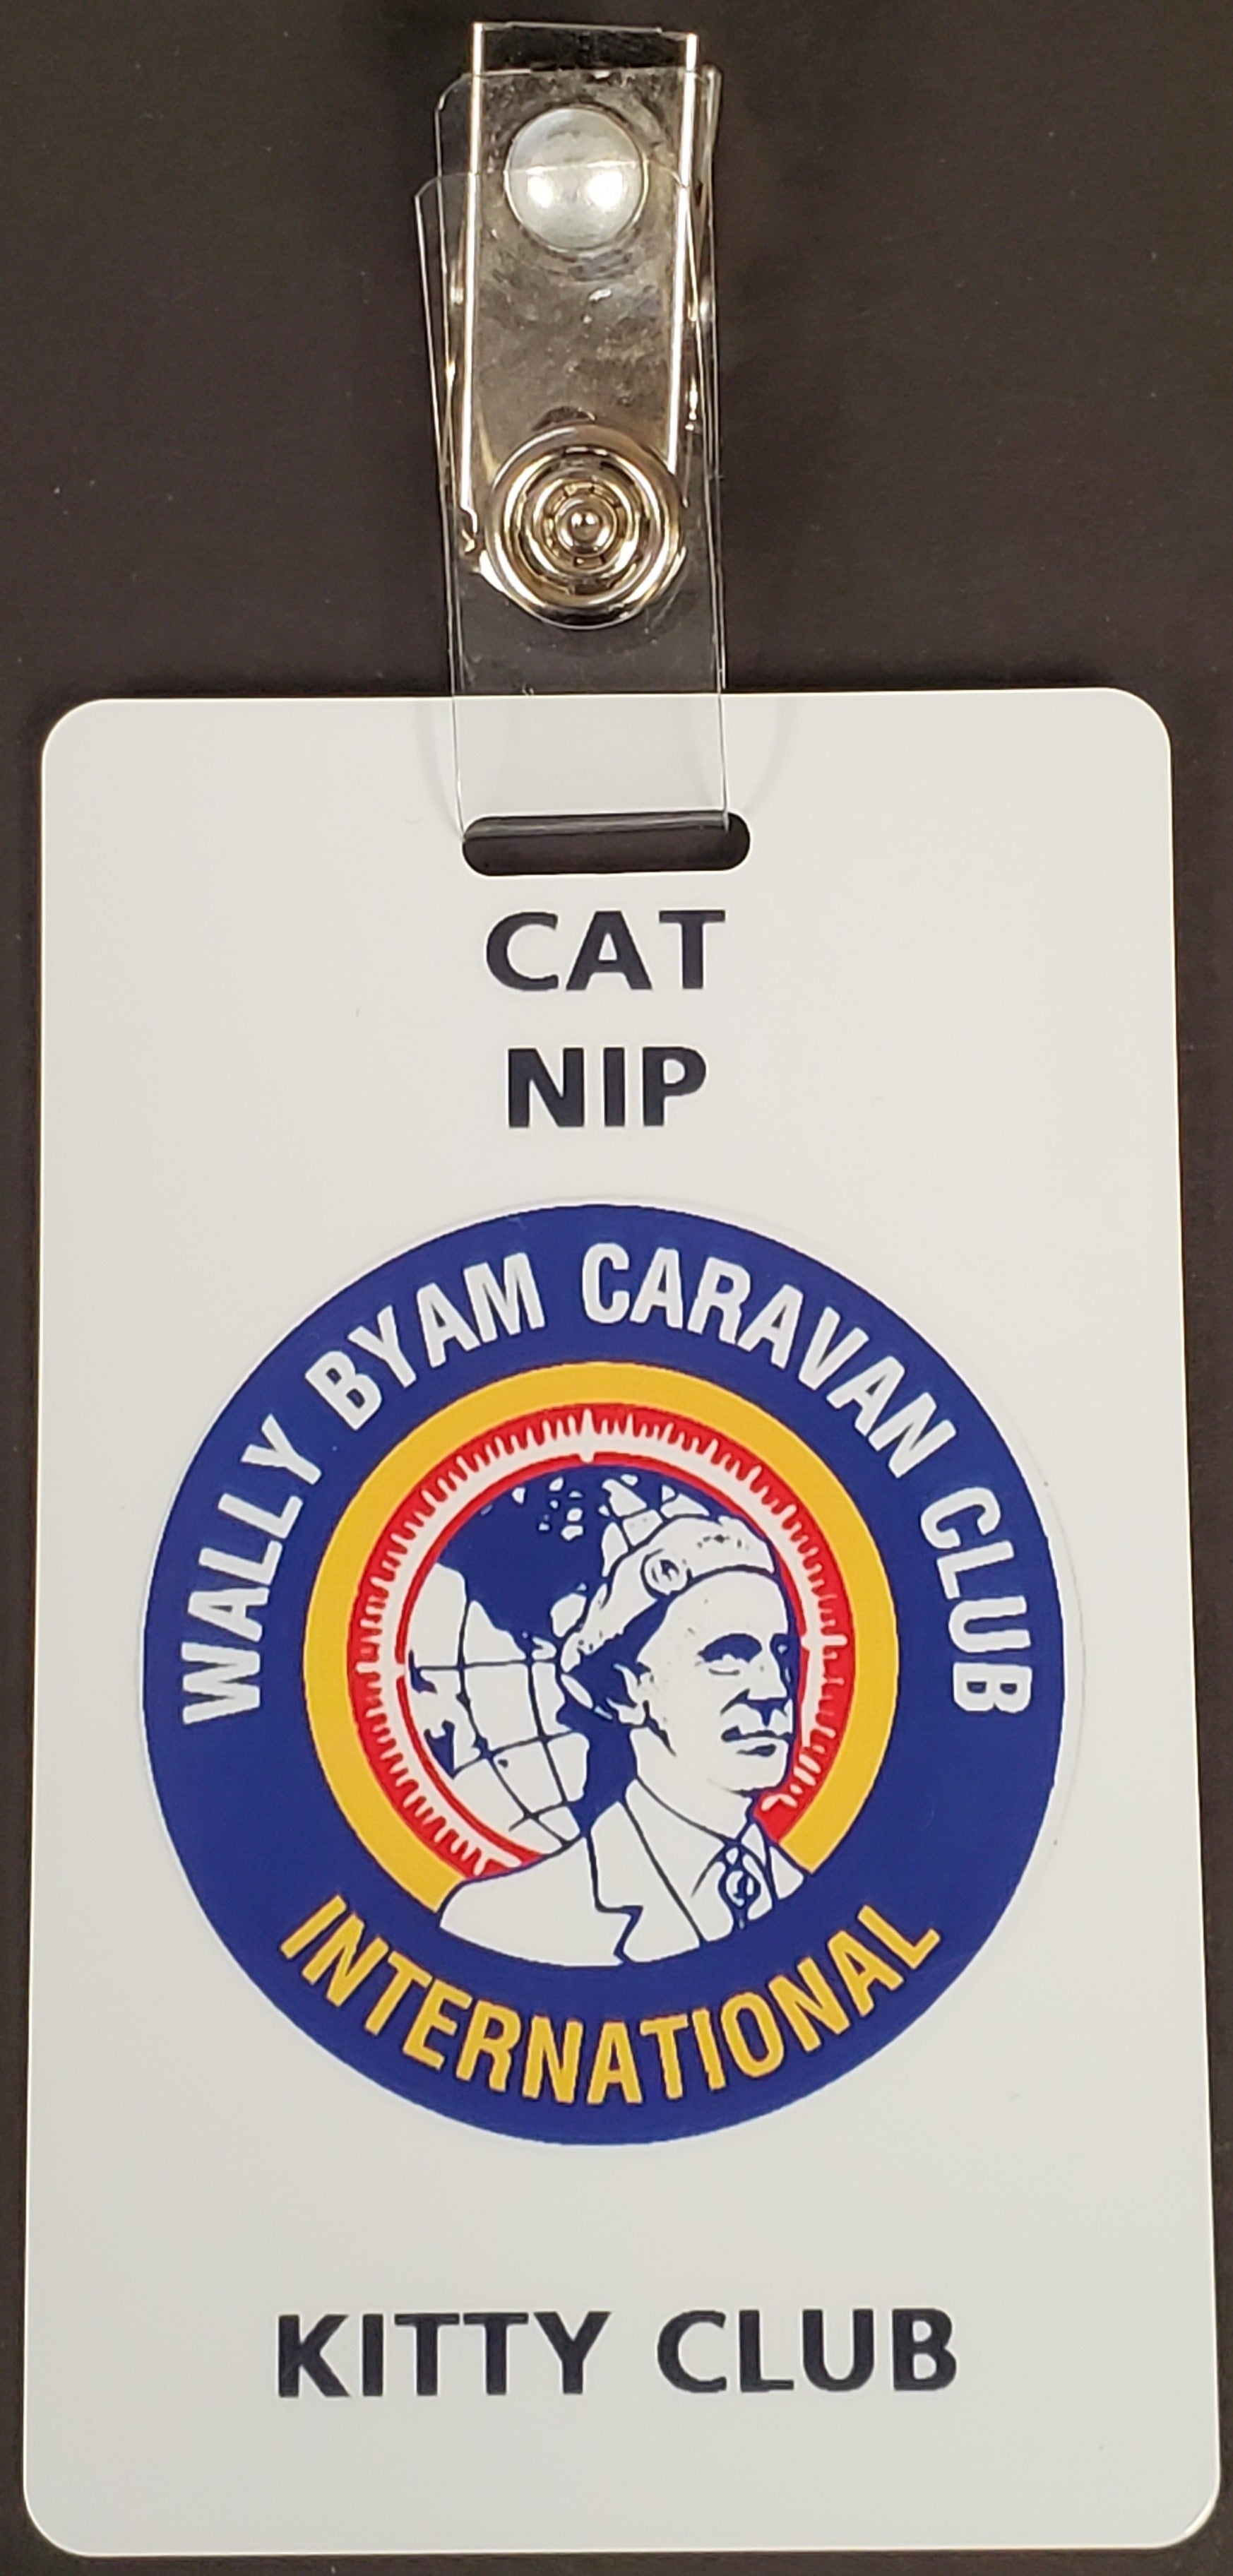 CAT
NIP
WALLY BYAM CARAVAN CLUB
INTERNATIONAL
KITTY CLUB